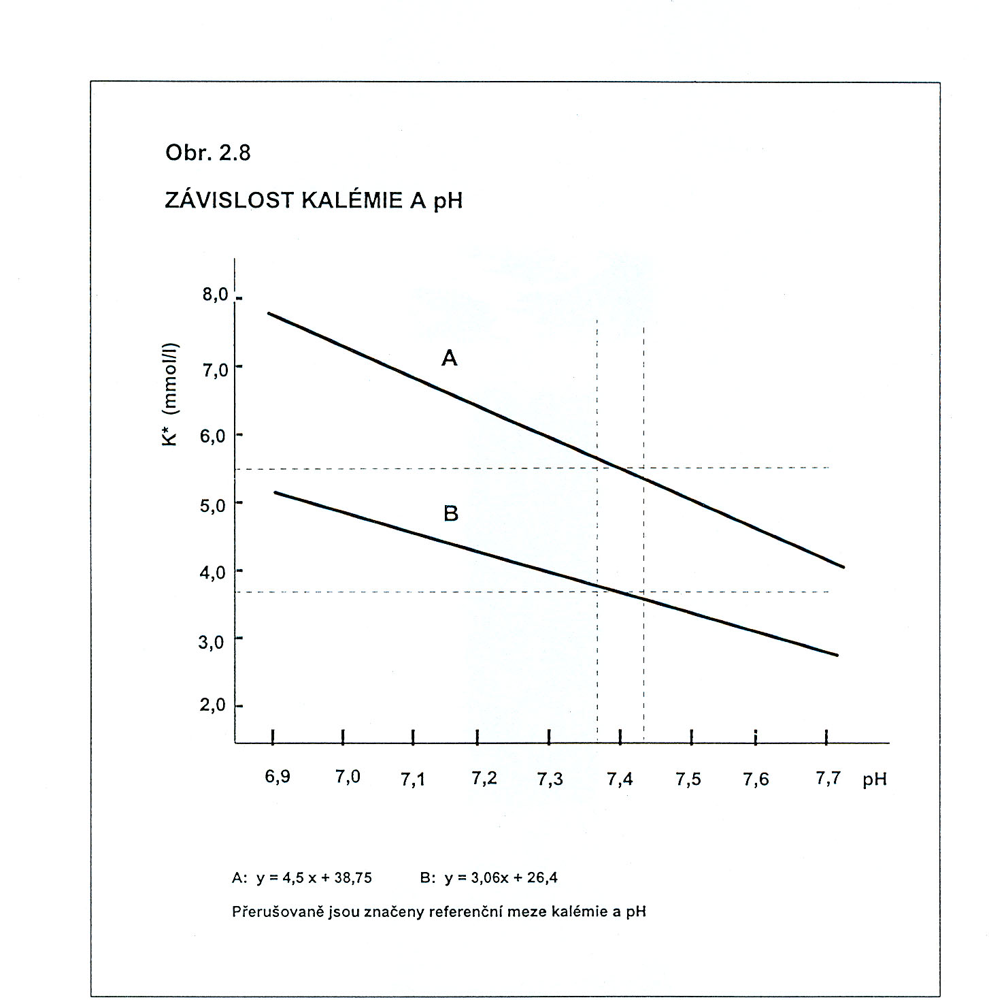 Obr. 2.8
ZÁVISLOST KALÉMIE A pH
K* (mmol/l)
8,0
7,0
6,0
5,0
4,0
3,0
2,0
A
B
6,9 7,0 7,1 7,2 7,3 7,4 7,5 7,6 7,7 pH
A: y = 4,5 x + 38,75 B: y = 3,06x + 26,4
Přerušovaně jsou značeny referenční meze kalémie a pH